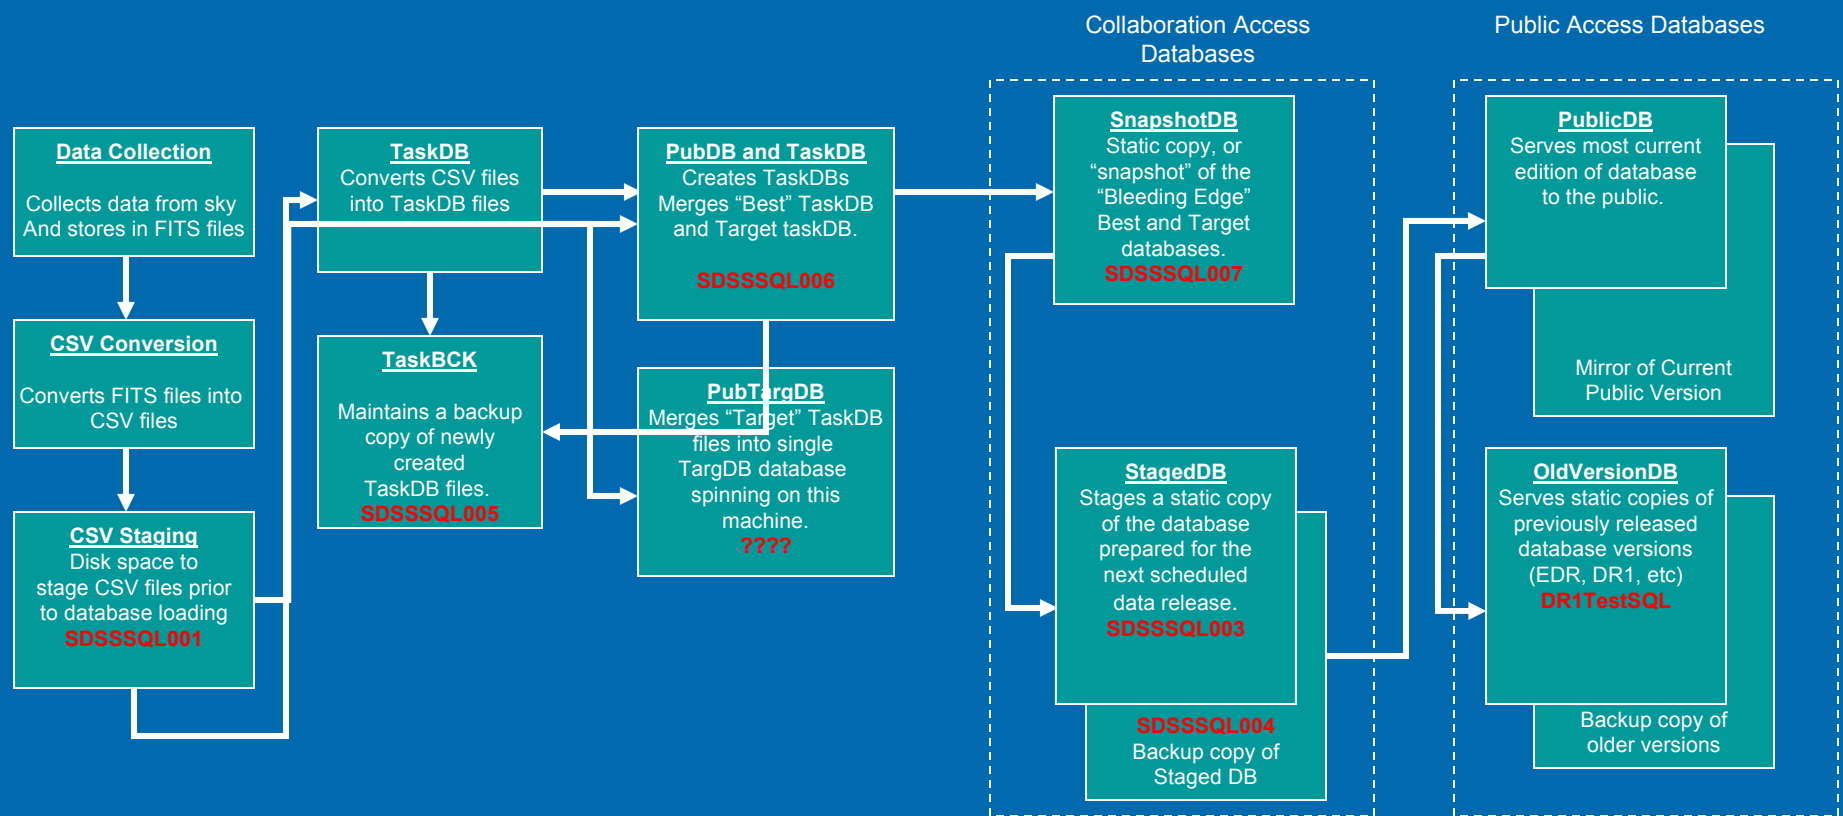 Collaboration Access
Databases
Public Access Databases
Data Collection
Collects data from sky
And stores in FITS files
CSV Conversion
Converts FITS files into
CSV files
CSV Staging
Disk space to
stage CSV files prior
to database loading
SDSSSQL001
TaskDB
Converts CSV files
into TaskDB files
TaskBCK
Maintains a backup
copy of newly
created
TaskDB files.
SDSSSQL005
PubDB and TaskDB
Creates TaskDBs
Merges “Best” TaskDB
and Target taskDB.
SDSSSQL006
PubTargDB
Merges “Target” TaskDB
files into single
TargDB database
spinning on this
machine.
????
SnapshotDB
Static copy, or
“snapshot” of the
“Bleeding Edge”
Best and Target
databases.
SDSSSQL007
StagedDB
Stages a static copy
of the database
prepared for the
next scheduled
data release.
SDSSSQL003
SDSSSQL004
Backup copy of
Staged DB
PublicDB
Serves most current
edition of database
to the public.
Mirror of Current
Public Version
OldVersionDB
Serves static copies of
previously released
database versions
(EDR, DR1, etc)
DR1TestSQL
Backup copy of
older versions